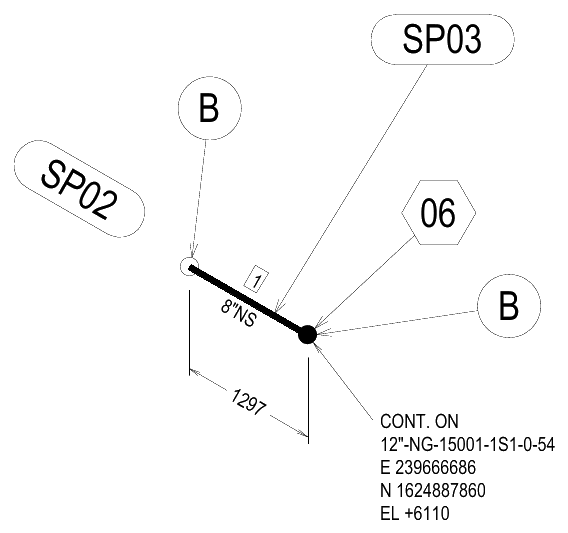 SP03
B
SP02
06
1
8"NS
B
1297
CONT. ON
12"-NG-15001-1S1-0-54
E 239666686
N 1624887860
EL +6110